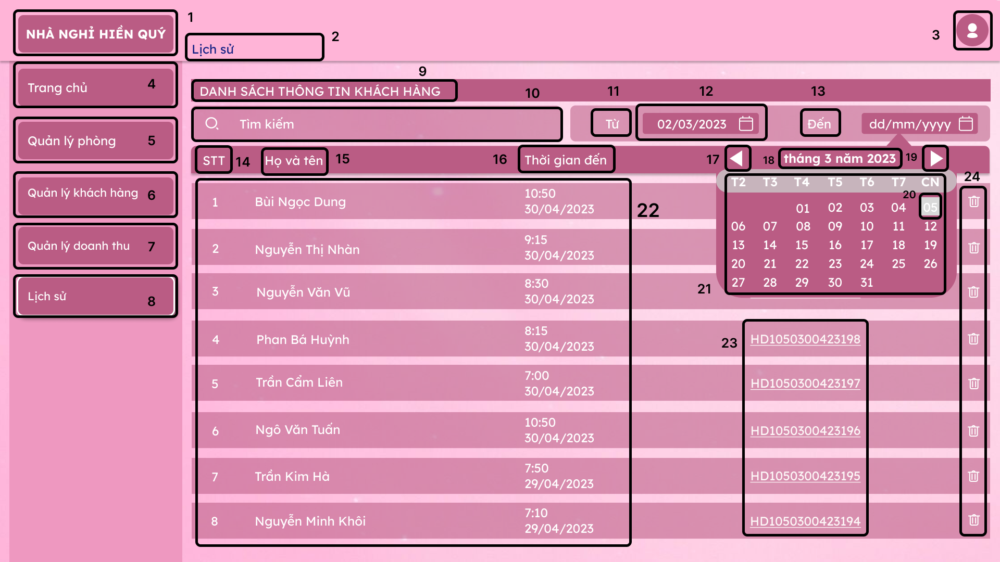 1
NHÀ NGHỈ HIỀN QUÝ
2
Lịch sử
3
Trang chủ 4
Quản lý phòng 5
Quản lý khách hàng 6
Quản lý doanh thu 7
Lịch sử 8
9
DANH SÁCH THÔNG TIN KHÁCH HÀNG
10 11 12 13
Tìm kiếm
Từ 02/03/2023 Đến dd/mm/yyyy
STT 14 Họ và tên 15 16 Thời gian đến
17 18 tháng 3 năm 2023 19
T2 T3 T4 T5 T6 T7 CN
20
01 02 03 04 05
06 07 08 09 10 11 12
13 14 15 16 17 18 19
20 21 22 23 24 25 26
27 28 29 30 31
21
24
22
1 Bùi Ngọc Dung 10:50
30/04/2023
2 Nguyễn Thị Nhàn 9:15
30/04/2023
3 Nguyễn Văn Vũ 8:30
30/04/2023
4 Phan Bá Huỳnh 8:15
30/04/2023
23 HD1050300423198
5 Trần Cẩm Liên 7:00
30/04/2023
HD1050300423197
6 Ngô Văn Tuấn 10:50
30/04/2023
HD1050300423196
7 Trần Kim Hà 7:50
29/04/2023
HD1050300423195
8 Nguyễn Minh Khôi 7:10
29/04/2023
HD1050300423194